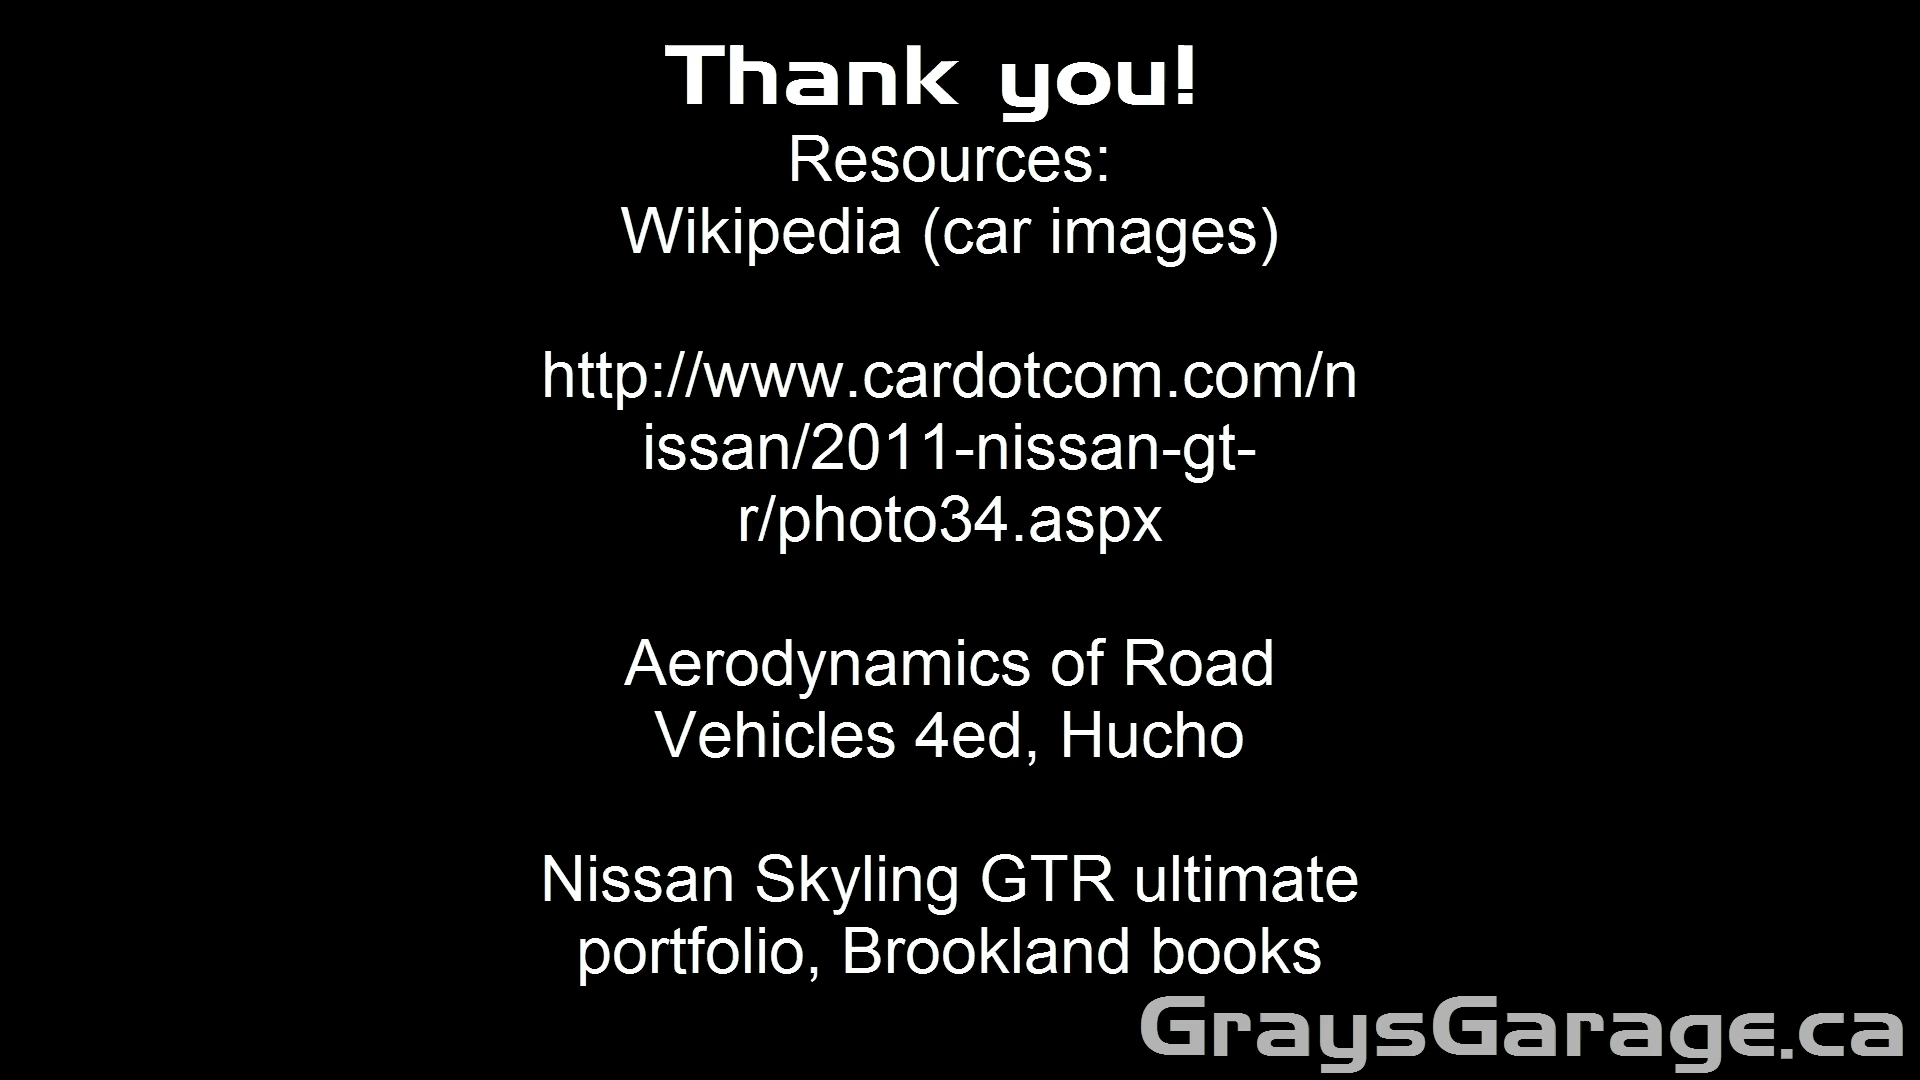 Thank you!
Resources:
Wikipedia (car images)
http://www.cardotcom.com/n
issan/2011-nissan-gt-
r/photo34.aspx
Aerodynamics of Road
Vehicles 4ed, Hucho
Nissan Skyling GTR ultimate
portfolio, Brookland books
GraysGarage.ca